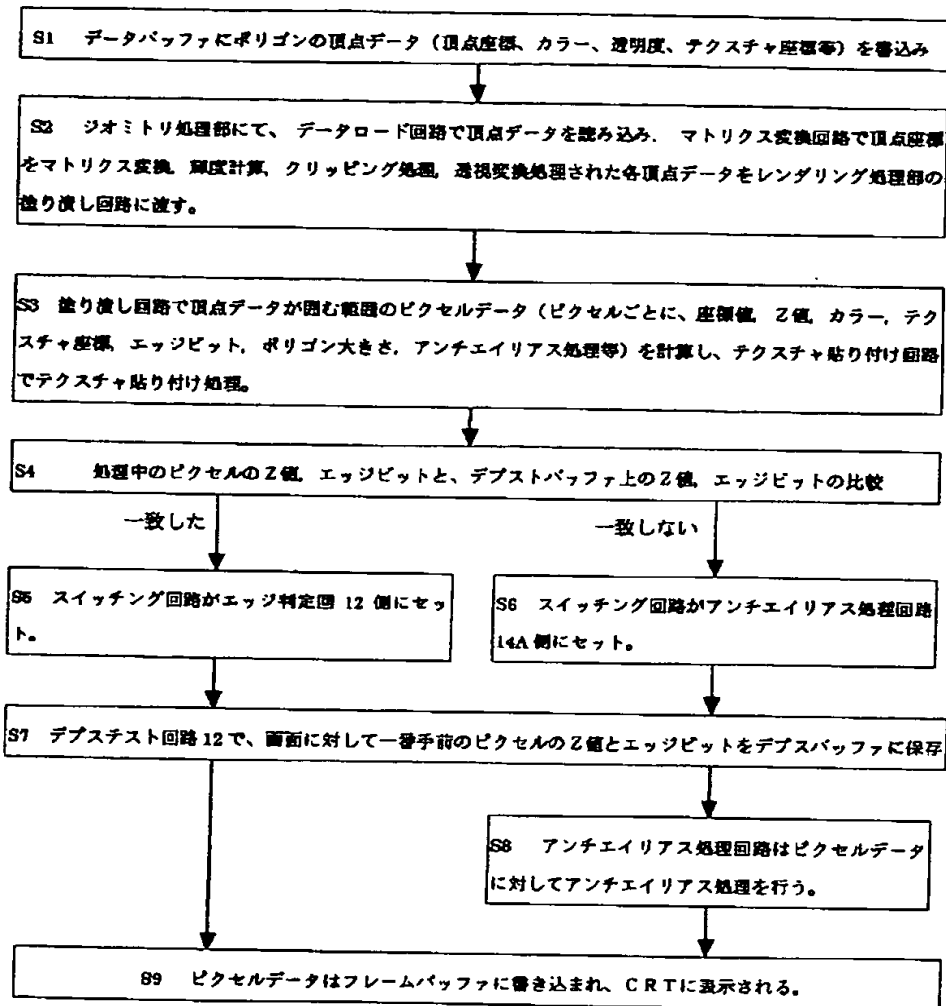 S1 データバッファにポリゴンの頂点データ（頂点座標、カラー、透明度、テクスチャ座標等）を書込み
S2 ジオミトリ処理部にて、データロード回路で頂点データを読み込み．マトリクス変換回路で頂点座標
をマトリクス変換，輝度計算，クリッピング処理，透視変換処理された各頂点データをレンダリング処理部の
塗り潰し回路に渡す。
S3 塗り潰し回路で頂点データが囲む範囲のピクセルデータ（ピクセルごとに、座標値，Z値，カラー，テク
スチャ座標，エッジビット，ポリゴン大きさ，アンチエイリアス処理等）を計算し、テクスチャ貼り付け回路
でテクスチャ貼り付け処理。
S4 処理中のピクセルのZ値，エッジビットと、デプストバッファ上のZ値，エッジビットの比較
一致した
一致しない
S5 スイッチング回路がエッジ判定回 12 側にセッ
ト。
S6 スイッチング回路がアンチエイリアス処理回路
14A 側にセット。
S7 デプステスト回路12で、画面に対して一番手前のピクセルのZ値とエッジビットをデプスバッファに保存
S8 アンチエイリアス処理回路はピクセルデータ
に対してアンチエイリアス処理を行う。
S9 ピクセルデータはフレームバッファに書き込まれ、CRTに表示される。